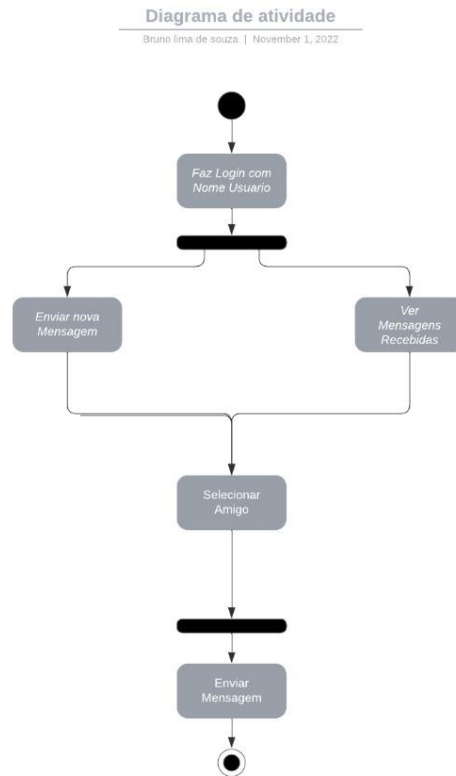 Diagrama de atividade
Bruno lima de souza | November 1, 2022
Faz Login com
Nome Usuario
Enviar nova
Mensagem
Ver
Mensagens
Recebidas
Selecionar
Amigo
Enviar
Mensagem